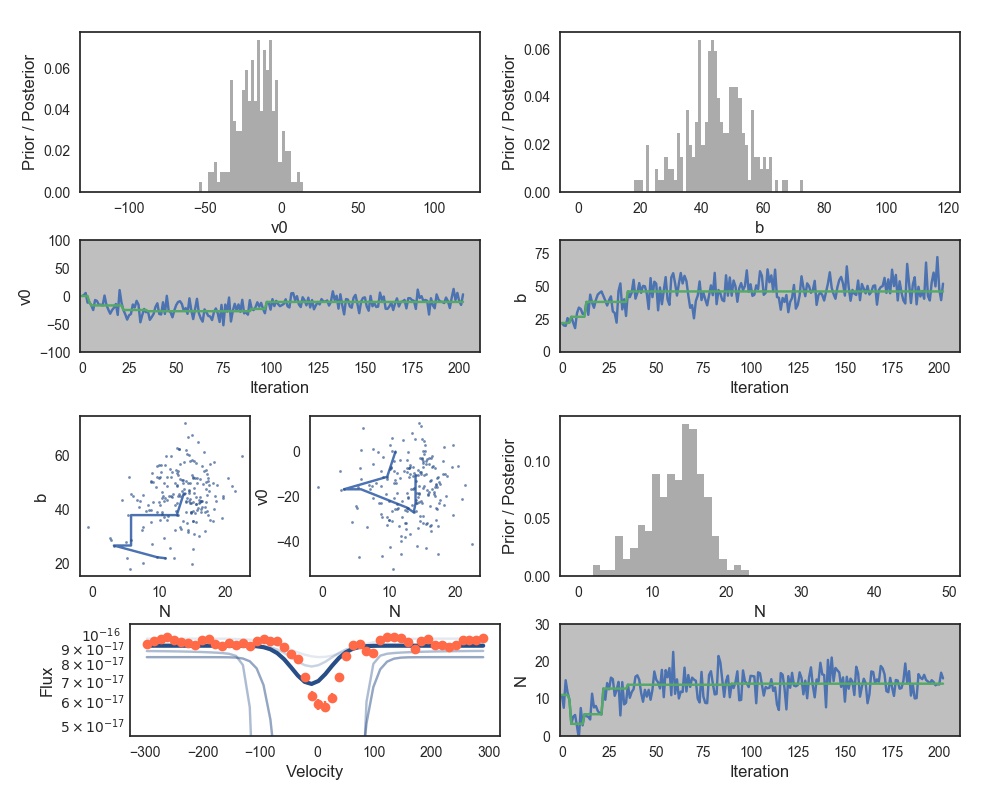 Prior / Posterior
0.06
0.04
0.02
0.00
−100 −50 0 50 100
v0
Prior / Posterior
0.06
0.04
0.02
0.00
0 20 40 60 80 100 120
b
v0
100
50
0
−50
−100
0 25 50 75 100 125 150 175 200
Iteration
b
75
50
25
0
0 25 50 75 100 125 150 175 200
Iteration
b
60
40
20
0 10 20
N
v0
0
−20
−40
0 10 20
N
Prior / Posterior
0.10
0.05
0.00
10 20 30 40 50
N
Flux
10⁻¹⁶
9 × 10⁻¹⁷
8 × 10⁻¹⁷
7 × 10⁻¹⁷
6 × 10⁻¹⁷
5 × 10⁻¹⁷
−300 −200 −100 0 100 200 300
Velocity
N
30
20
10
0
0 25 50 75 100 125 150 175 200
Iteration